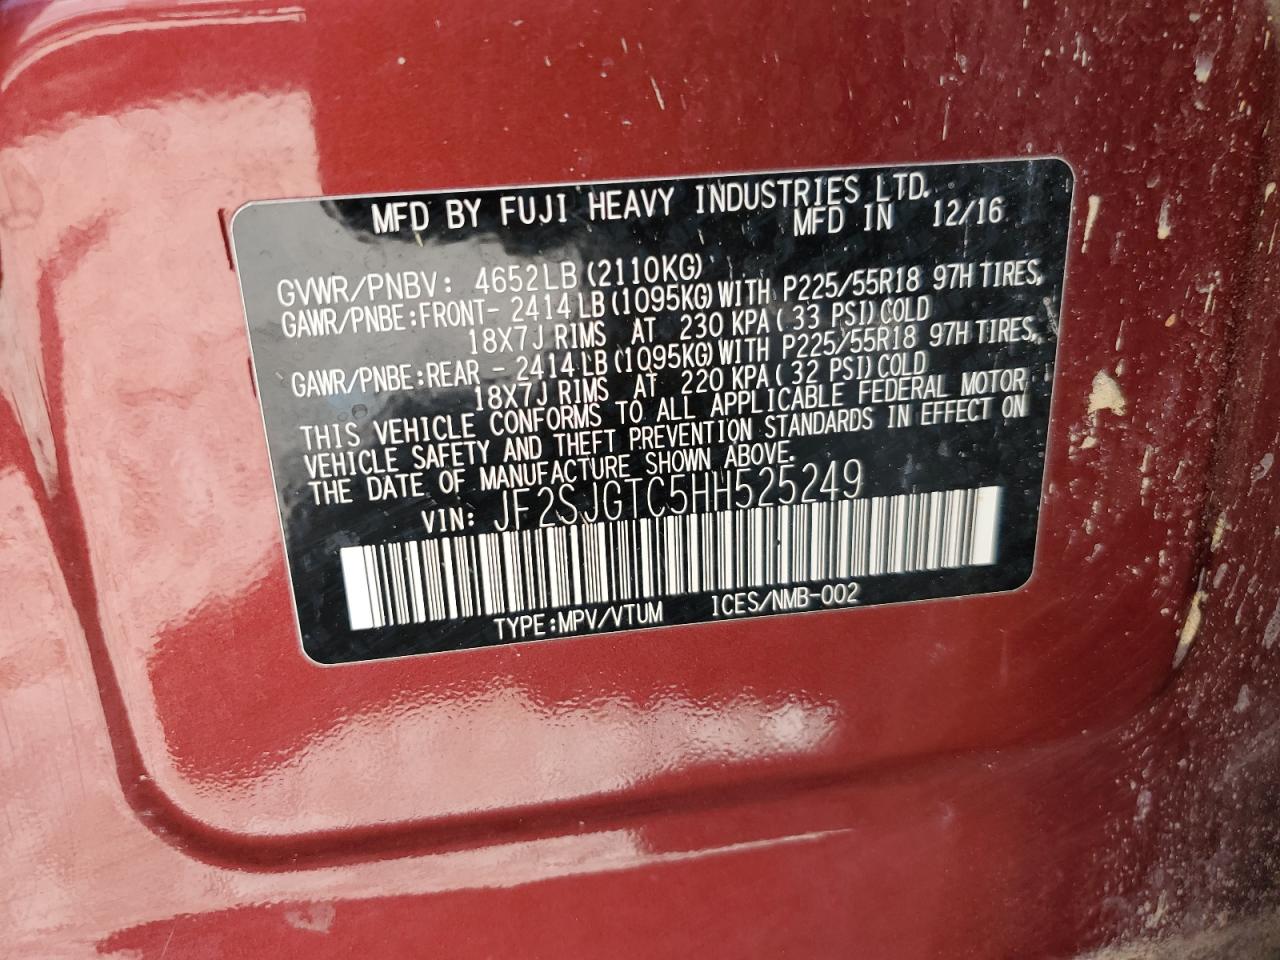 MFD BY FUJI HEAVY INDUSTRIES LTD.
MFD IN 12/16
GVWR/PNBV: 4652LB (2110KG)
GAWR/PNBE:FRONT- 2414LB (1095KG) WITH P225/55R18 97H TIRES,
18X7J RIMS AT 230 KPA (33 PSI) COLD
GAWR/PNBE:REAR - 2414LB (1095KG) WITH P225/55R18 97H TIRES,
18X7J RIMS AT 220 KPA (32 PSI) COLD
THIS VEHICLE CONFORMS TO ALL APPLICABLE FEDERAL MOTOR
VEHICLE SAFETY AND THEFT PREVENTION STANDARDS IN EFFECT ON
THE DATE OF MANUFACTURE SHOWN ABOVE.
VIN: JF2SJGTC5HH525249
TYPE:MPV/VTUM ICES/NMB-002